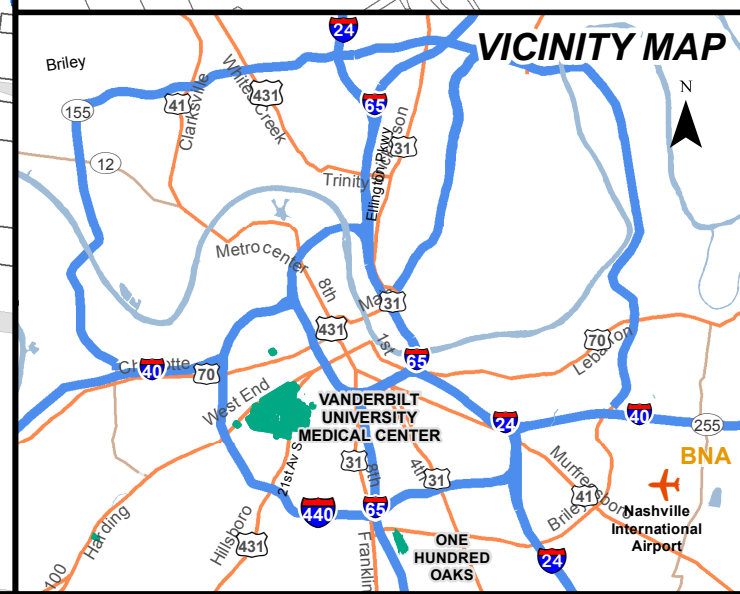 VICINITY MAP
24
Briley
Clarksville
Whites Creek
431
41
155
65
N
31
Ellington Pkwy
12
Trinity
Metrocenter
8th
31
431
1st
70
Lebanon
65
Charlotte
40
70
West End
VANDERBILT
UNIVERSITY
MEDICAL CENTER
24
40
255
21st Av S
31
8th
4th
31
BNA
Murfreesboro
41
Briley
Nashville
International
Airport
440
65
Harding
Hillsboro
431
Franklin
ONE
HUNDRED
OAKS
24
100